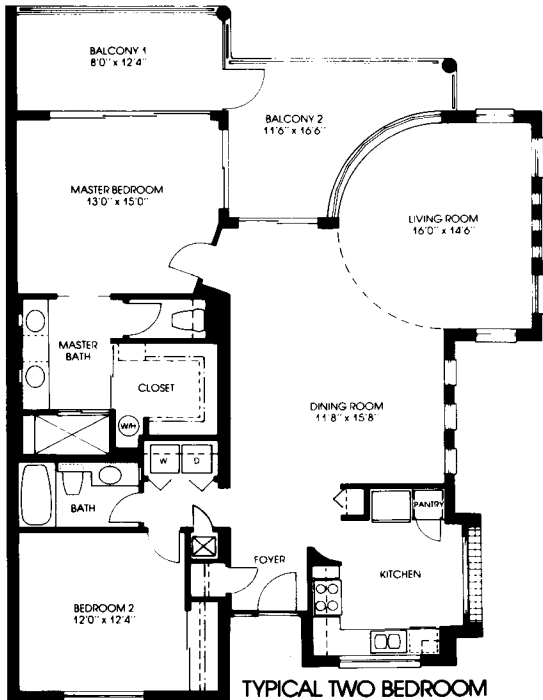 BALCONY 1
8'0" x 12'4"
BALCONY 2
11'6" x 16'6"
MASTER BEDROOM
13'0" x 15'0"
LIVING ROOM
16'0" x 14'6"
MASTER
BATH
CLOSET
W/H
DINING ROOM
11'8" x 15'8"
W
D
BATH
PANTRY
FOYER
KITCHEN
BEDROOM 2
12'0" x 12'4"
TYPICAL TWO BEDROOM